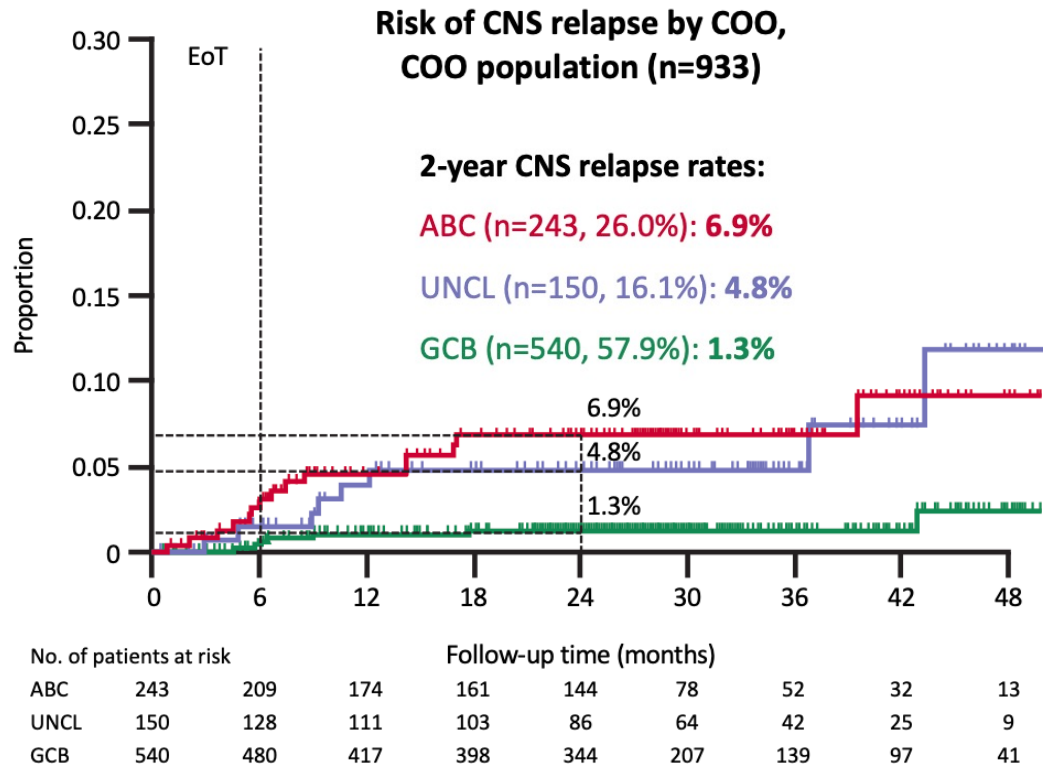 Risk of CNS relapse by COO,
COO population (n=933)
EoT
2-year CNS relapse rates:
ABC (n=243, 26.0%): 6.9%
UNCL (n=150, 16.1%): 4.8%
GCB (n=540, 57.9%): 1.3%
Proportion
0.30
0.25
0.20
0.15
0.10
0.05
0
6.9%
4.8%
1.3%
0 6 12 18 24 30 36 42 48
Follow-up time (months)
No. of patients at risk
ABC 243 209 174 161 144 78 52 32 13
UNCL 150 128 111 103 86 64 42 25 9
GCB 540 480 417 398 344 207 139 97 41